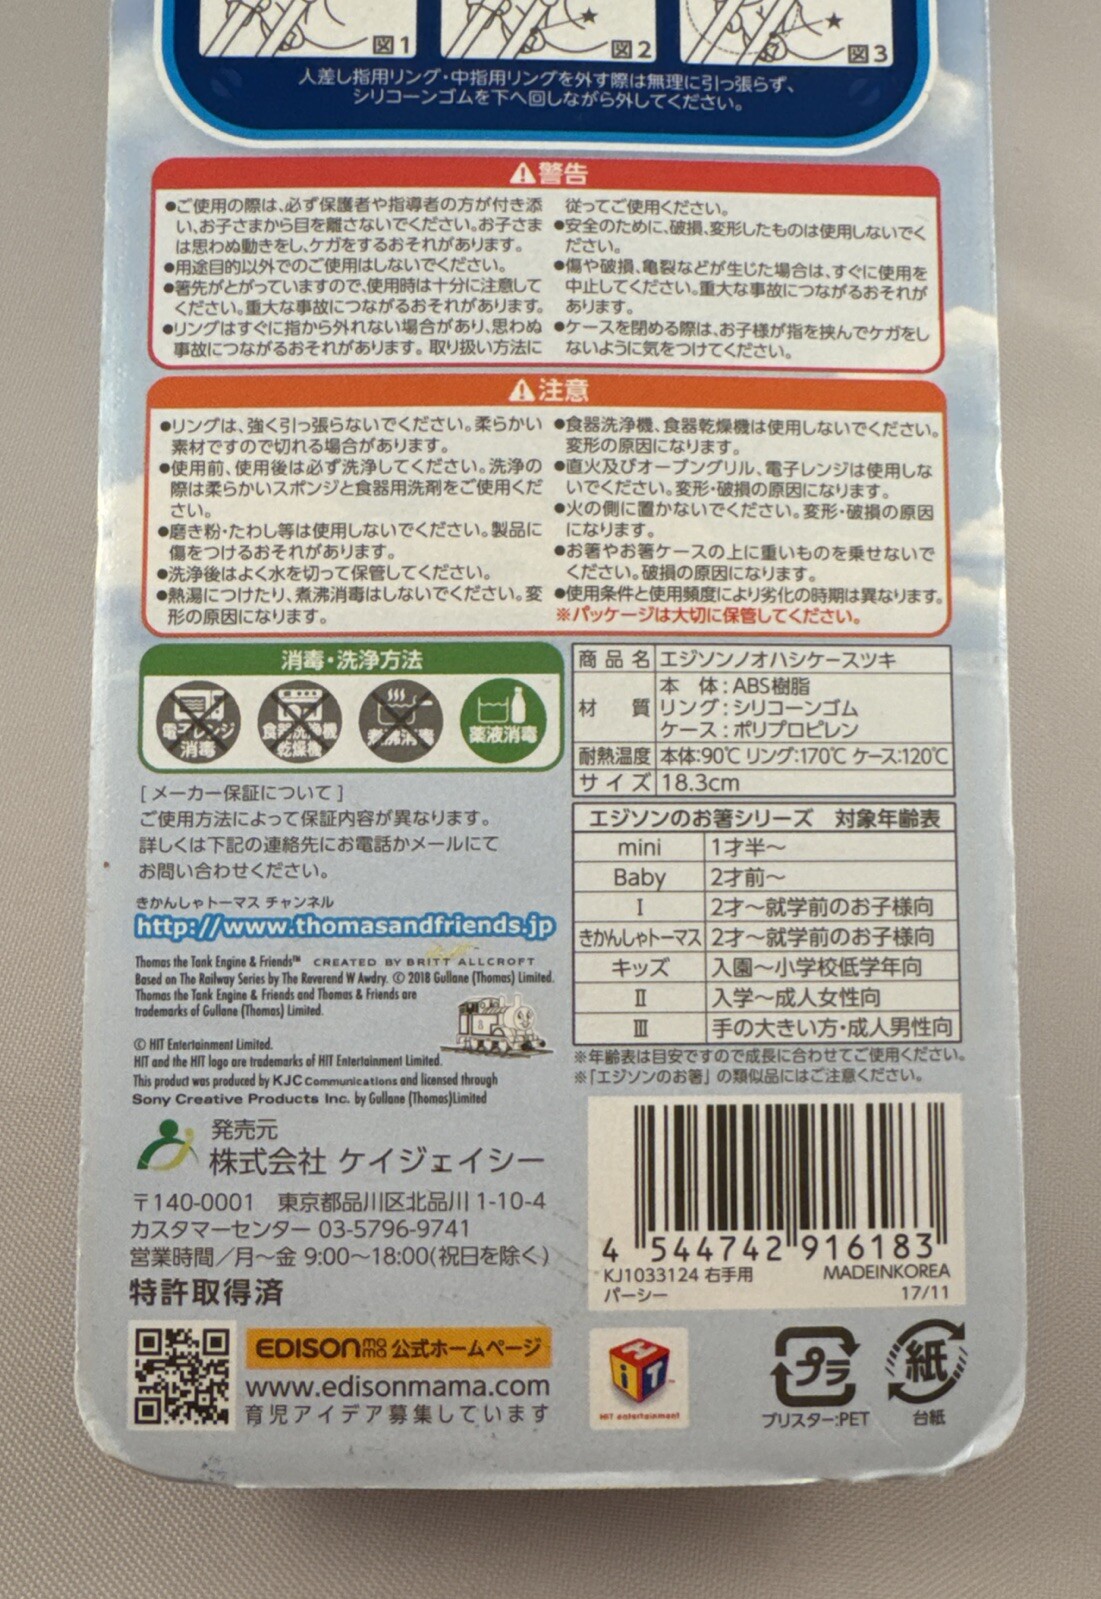 図1
図2
図3
人差し指用リング・中指用リングを外す際は無理に引っ張らず、
シリコーンゴムを下へ回しながら外してください。
警告
●ご使用の際は、必ず保護者や指導者の方が付き添
い、お子さまから目を離さないでください。お子さま
は思わぬ動きをし、ケガをするおそれがあります。
●用途目的以外でのご使用はしないでください。
●箸先がとがっていますので、使用時は十分に注意して
ください。重大な事故につながるおそれがあります。
●リングはすぐに指から外れない場合があり、思わぬ
事故につながるおそれがあります。取り扱い方法に
従ってご使用ください。
●安全のために、破損、変形したものは使用しないでく
ださい。
●傷や破損、亀裂などが生じた場合は、すぐに使用を
中止してください。重大な事故につながるおそれが
あります。
●ケースを閉める際は、お子様が指を挟んでケガをし
ないように気をつけてください。
注意
●リングは、強く引っ張らないでください。柔らかい
素材ですので切れる場合があります。
●使用前、使用後は必ず洗浄してください。洗浄の
際は柔らかいスポンジと食器用洗剤をご使用くだ
さい。
●磨き粉・たわし等は使用しないでください。製品に
傷をつけるおそれがあります。
●洗浄後はよく水を切って保管してください。
●熱湯につけたり、煮沸消毒はしないでください。変
形の原因になります。
●食器洗浄機、食器乾燥機は使用しないでください。
変形の原因になります。
●直火及びオーブングリル、電子レンジは使用しな
いでください。変形・破損の原因になります。
●火の側に置かないでください。変形・破損の原因
になります。
●お箸やお箸ケースの上に重いものを乗せないで
ください。破損の原因になります。
●使用条件と使用頻度により劣化の時期は異なります。
※パッケージは大切に保管してください。
消毒・洗浄方法
電子レンジ
消毒
食器洗浄機
乾燥機
煮沸消毒
薬液消毒
商品名 エジソンノオハシケースツキ
材質 本 体：ABS樹脂
リング：シリコーンゴム
ケース：ポリプロピレン
耐熱温度 本体:90℃ リング:170℃ ケース:120℃
サイズ 18.3cm
[メーカー保証について]
ご使用方法によって保証内容が異なります。
詳しくは下記の連絡先にお電話かメールにて
お問い合わせください。
エジソンのお箸シリーズ 対象年齢表
mini 1才半～
Baby 2才前～
Ⅰ 2才～就学前のお子様向
きかんしゃトーマス 2才～就学前のお子様向
キッズ 入園～小学校低学年向
Ⅱ 入学～成人女性向
Ⅲ 手の大きい方・成人男性向
※年齢表は目安ですので成長に合わせてご使用ください。
※「エジソンのお箸」の類似品にはご注意ください。
きかんしゃトーマス チャンネル
http://www.thomasandfriends.jp
Thomas the Tank Engine & Friends™ CREATED BY BRITT ALLCROFT
Based on The Railway Series by The Reverend W Awdry. © 2018 Gullane (Thomas) Limited.
Thomas the Tank Engine & Friends and Thomas & Friends are
trademarks of Gullane (Thomas) Limited.
© HIT Entertainment Limited.
HIT and the HIT logo are trademarks of HIT Entertainment Limited.
This product was produced by KJC Communications and licensed through
Sony Creative Products Inc. by Gullane (Thomas)Limited
発売元
株式会社 ケイジェイシー
〒140-0001 東京都品川区北品川 1-10-4
カスタマーセンター 03-5796-9741
営業時間／月～金 9:00～18:00(祝日を除く)
特許取得済
4 544742 916183
KJ1033124 右手用 MADEINKOREA
パーシー 17/11
EDISONmama 公式ホームページ
www.edisonmama.com
育児アイデア募集しています
HiT™
HIT entertainment
プラ
ブリスター:PET
紙
台紙